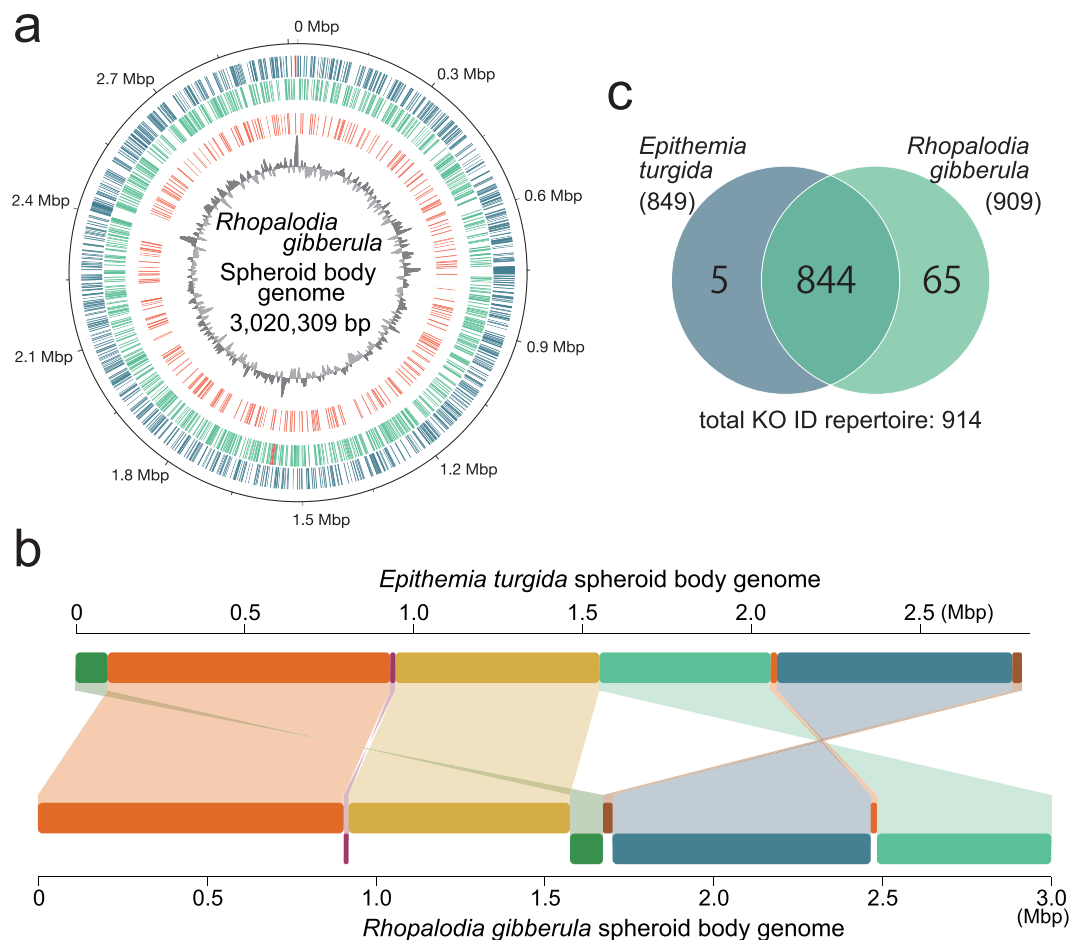 a
0 Mbp
0.3 Mbp
0.6 Mbp
0.9 Mbp
1.2 Mbp
1.5 Mbp
1.8 Mbp
2.1 Mbp
2.4 Mbp
2.7 Mbp
Rhopalodia
gibberula
Spheroid body
genome
3,020,309 bp
c
Epithemia
turgida
(849)
Rhopalodia
gibberula
(909)
5
844
65
total KO ID repertoire: 914
b
Epithemia turgida spheroid body genome
0 0.5 1.0 1.5 2.0 2.5 (Mbp)
0 0.5 1.0 1.5 2.0 2.5 3.0
(Mbp)
Rhopalodia gibberula spheroid body genome